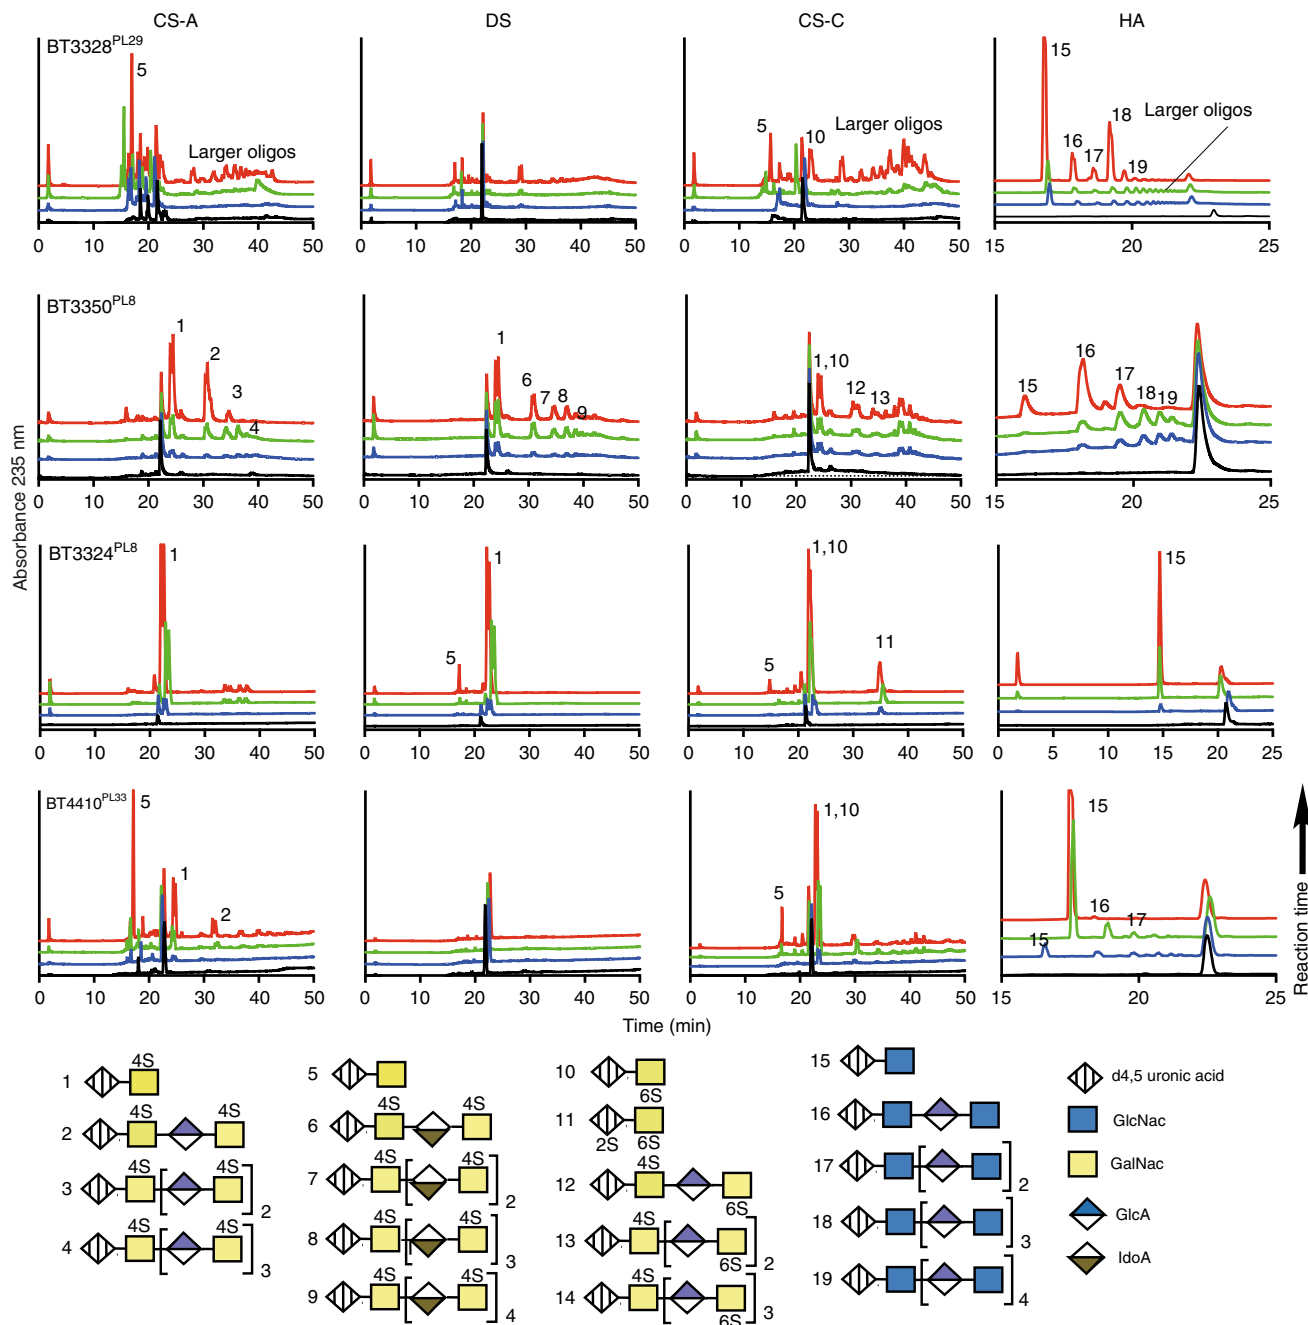 CS-A DS CS-C HA
BT3328PL29
5
Larger oligos
5 10 Larger oligos
15
16 17 18 19
Larger oligos
0 10 20 30 40 50
0 10 20 30 40 50
0 10 20 30 40 50
15 20 25
BT3350PL8
1 2 3 4
1 6 7 8 9
1,10 12 13
15 16 17 18 19
0 10 20 30 40 50
0 10 20 30 40 50
0 10 20 30 40 50
15 20 25
Absorbance 235 nm
BT3324PL8
1
5 1
5 1,10 11
15
0 10 20 30 40 50
0 10 20 30 40 50
0 10 20 30 40 50
0 5 10 15 20 25
BT4410PL33
5 1 2
5 1,10
15 15 16 17
0 10 20 30 40 50
0 10 20 30 40 50
0 10 20 30 40 50
15 20 25
Reaction time
Time (min)
1 4S
2 4S 4S
3 4S 4S 2
4 4S 4S 3
5
6 4S 4S
7 4S 4S 2
8 4S 4S 3
9 4S 4S 4
10 6S
11 2S 6S
12 4S 6S
13 4S 6S 2
14 4S 6S 3
15
16
17 2
18 3
19 4
d4,5 uronic acid
GlcNac
GalNac
GlcA
IdoA